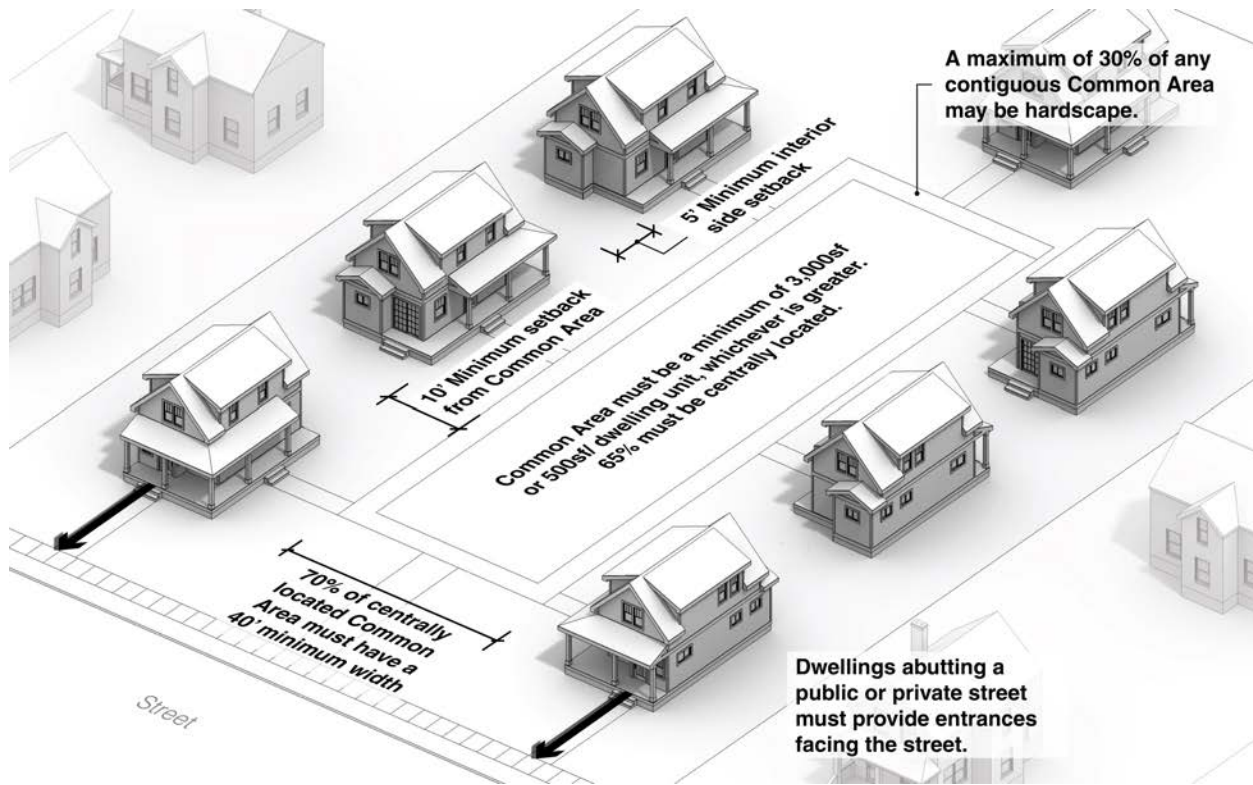 A maximum of 30% of any
contiguous Common Area
may be hardscape.
5’ Minimum interior
side setback
10’ Minimum setback
from Common Area
Common Area must be a minimum of 3,000sf
or 500sf/ dwelling unit, whichever is greater.
65% must be centrally located.
70% of centrally
located Common
Area must have a
40’ minimum width
Street
Dwellings abutting a
public or private street
must provide entrances
facing the street.